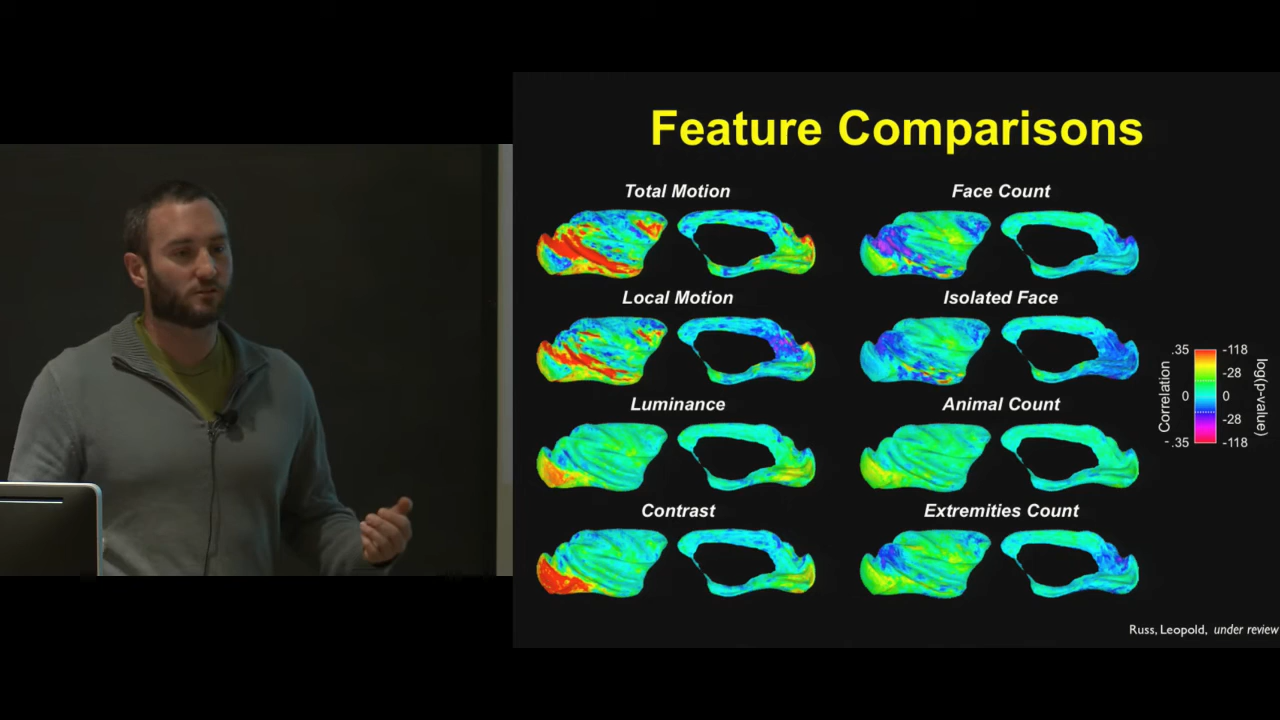 Feature Comparisons
Total Motion
Face Count
Local Motion
Isolated Face
Luminance
Animal Count
Contrast
Extremities Count
Correlation
.35
0
-.35
-118
-28
0
-28
-118
log(p-value)
Russ, Leopold, under review